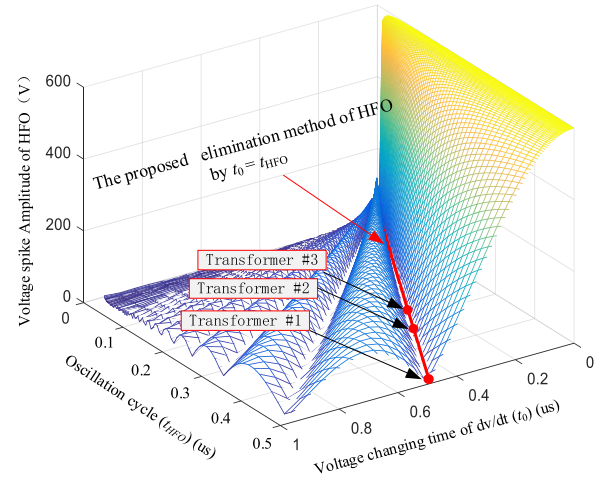 600
400
200
0
Voltage spike Amplitude of HFO（V）
The proposed elimination method of HFO
by t₀ = tHFO
Transformer #3
Transformer #2
Transformer #1
0
0.1
0.2
0.3
0.4
0.5
Oscillation cycle (tHFO) (us)
1
0.8
0.6
0.4
0.2
0
Voltage changing time of dv/dt (t₀) (us)